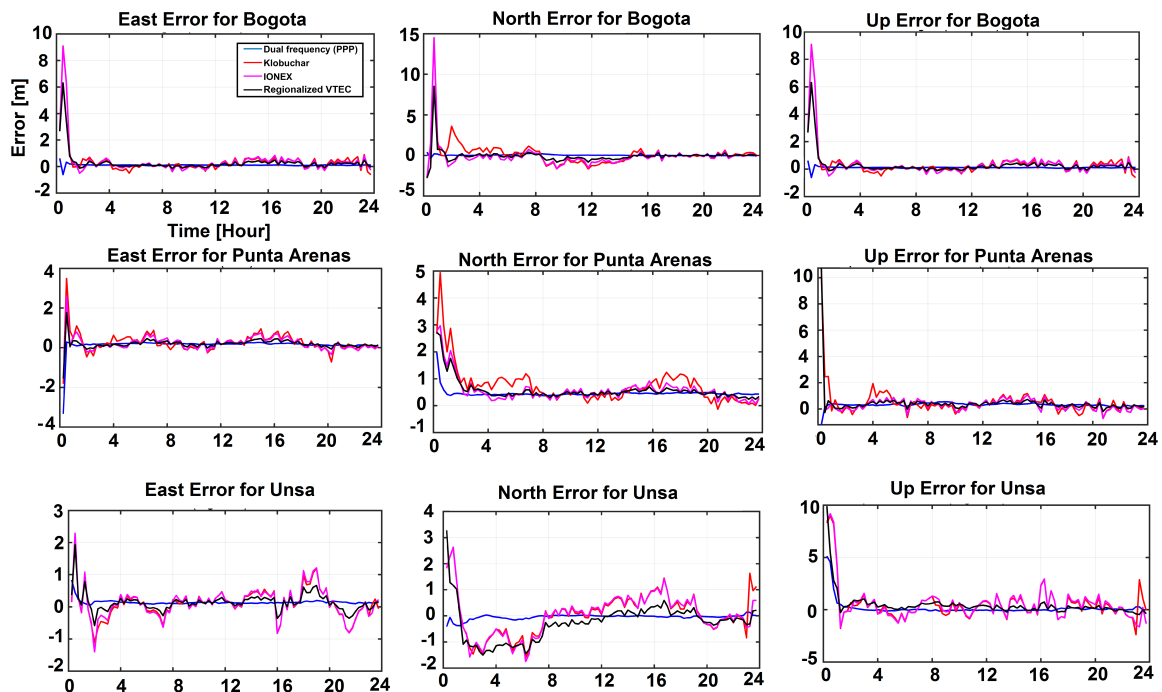 East Error for Bogota
North Error for Bogota
Up Error for Bogota
Error [m]
10
8
6
4
2
0
-2
Dual frequency (PPP)
Klobuchar
IONEX
Regionalized VTEC
15
10
5
0
-5
10
8
6
4
2
0
-2
0 4 8 12 16 20 24
0 4 8 12 16 20 24
0 4 8 12 16 20 24
Time [Hour]
East Error for Punta Arenas
North Error for Punta Arenas
Up Error for Punta Arenas
4
2
0
-2
-4
5
4
3
2
1
0
-1
10
8
6
4
2
0
0 4 8 12 16 20 24
0 4 8 12 16 20 24
0 4 8 12 16 20 24
East Error for Unsa
North Error for Unsa
Up Error for Unsa
3
2
1
0
-1
-2
4
3
2
1
0
-1
-2
10
5
0
-5
0 4 8 12 16 20 24
0 4 8 12 16 20 24
0 4 8 12 16 20 24